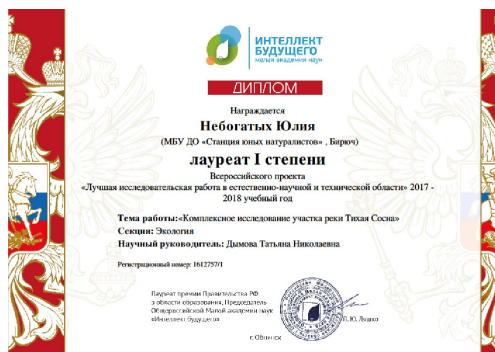 ИНТЕЛЛЕКТ
БУДУЩЕГО
малая академия наук
ДИПЛОМ
Награждается
Небогатых Юлия
(МБУ ДО «Станция юных натуралистов» , Бирюч)
лауреат I степени
Всероссийского проекта
«Лучшая исследовательская работа в естественно-научной и технической области» 2017 -
2018 учебный год
Тема работы:«Комплексное исследование участка реки Тихая Сосна»
Секция: Экология
Научный руководитель: Дымова Татьяна Николаевна
Регистрационный номер: 1612757/1
Лауреат премии Правительства РФ
в области образования, Председатель
Общероссийской Малой академии наук
«Интеллект будущего»
Л. Ю. Ляшко
г. Обнинск